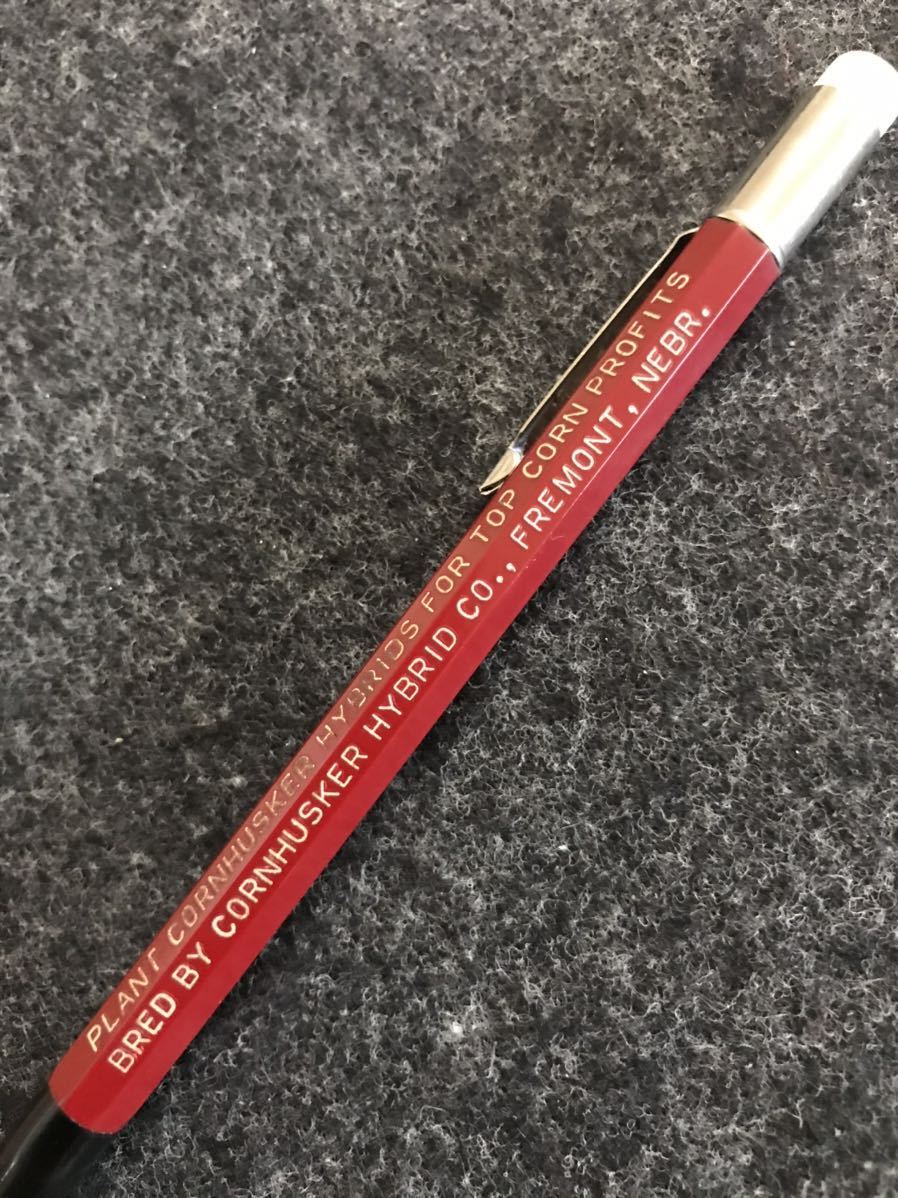 PLANT CORNHUSKER HYBRIDS FOR TOP CORN PROFITS
BRED BY CORNHUSKER HYBRID CO., FREMONT, NEBR.